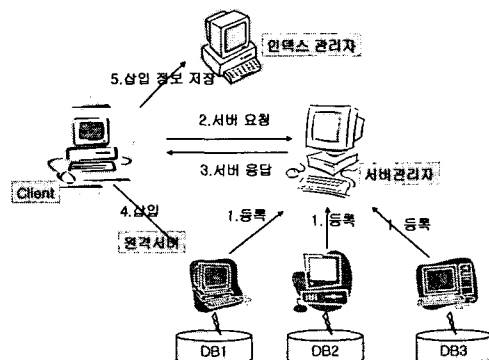 인덱스 관리자
5.삽입 정보 저장
2.서버 요청
3.서버 응답
서버관리자
Client
4.삽입
원격서버
1.등록
1. 등록
1. 등록
DB1
DB2
DB3